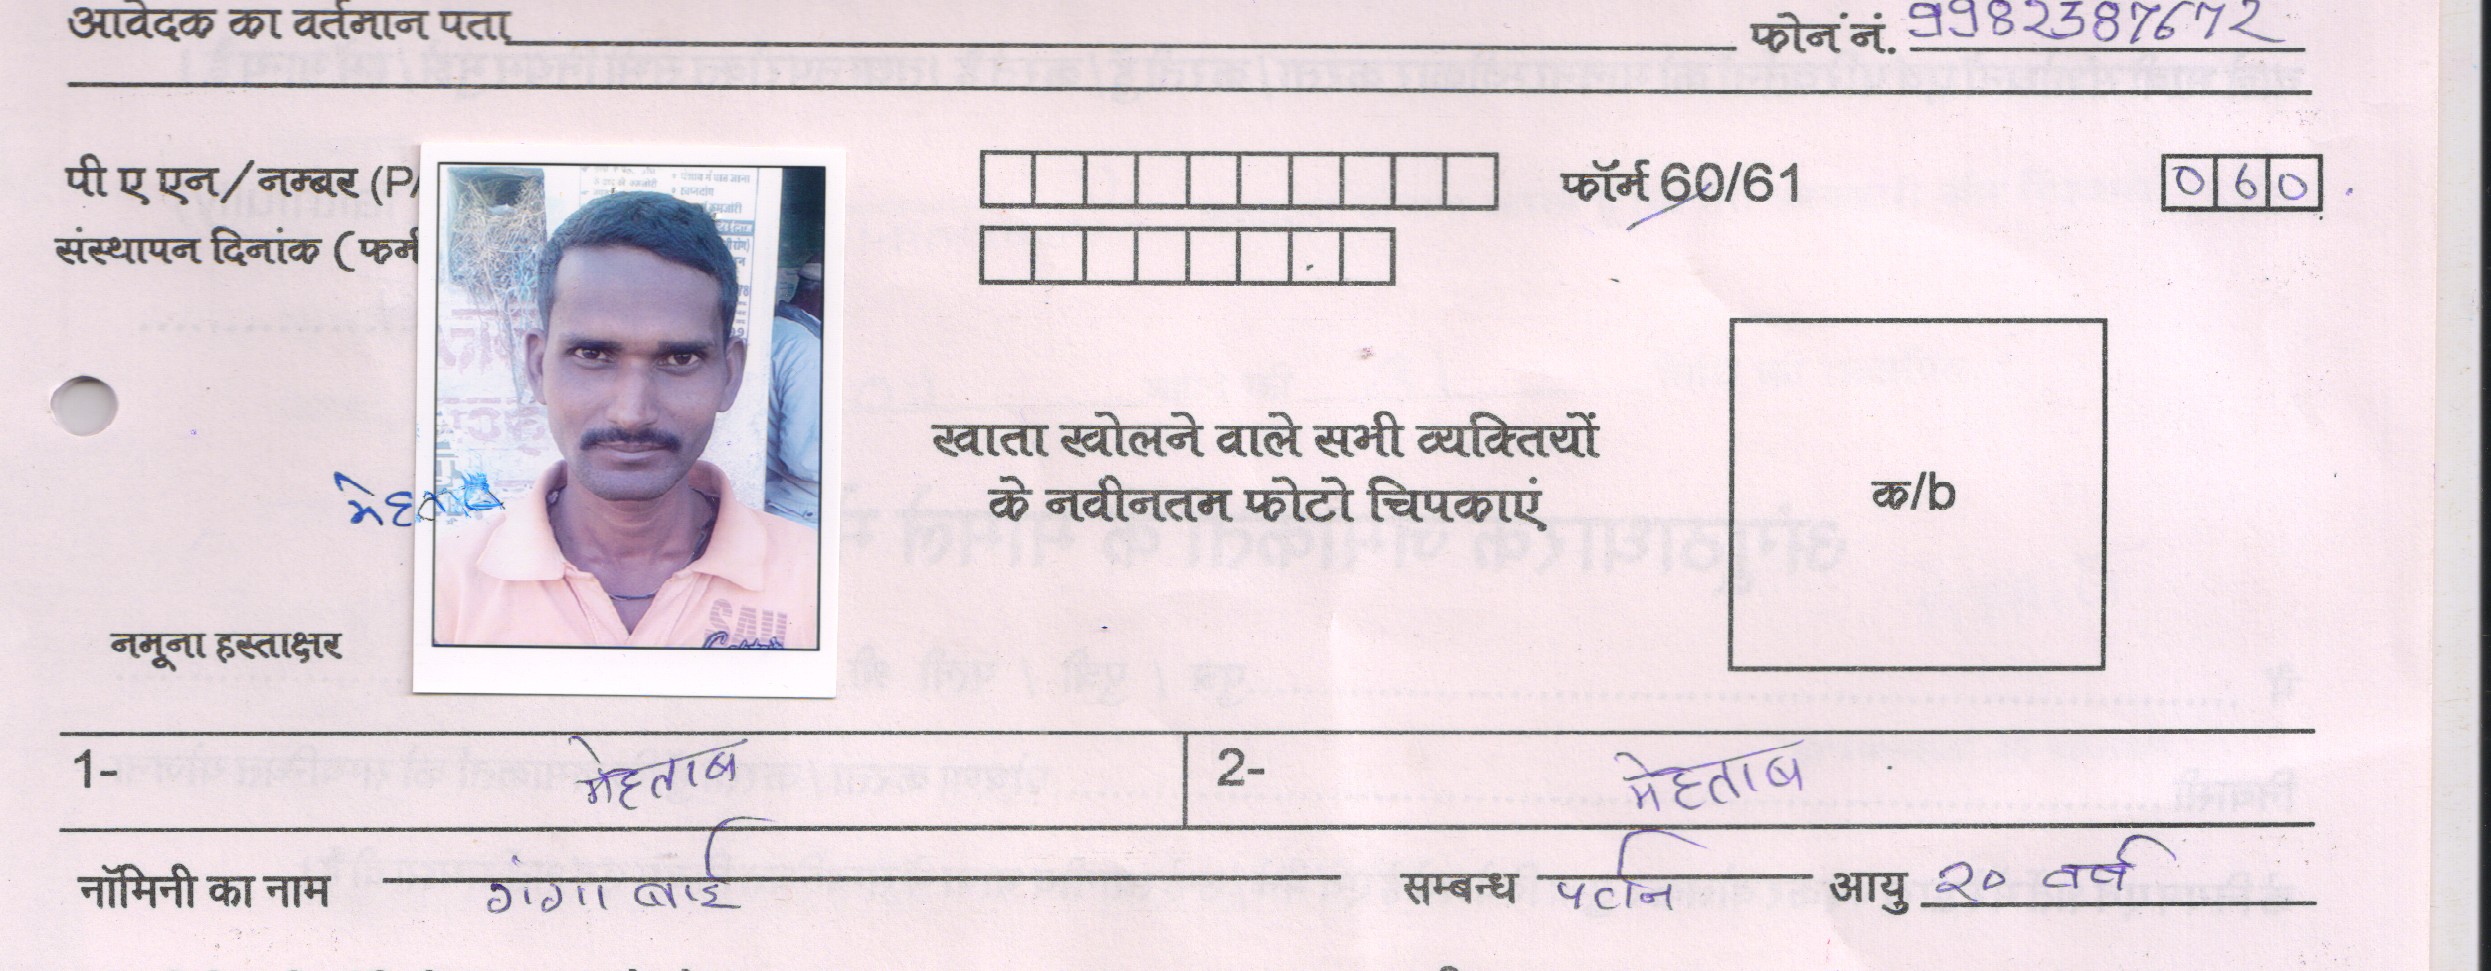 आवेदक का वर्तमान पता फोनं नं. 9982387672
पी ए एन/नम्बर (PA फॉर्म 60/61 060
संस्थापन दिनांक (फर्म
खाता खोलने वाले सभी व्यक्तियों
के नवीनतम फोटो चिपकाएं
क/b
मेहताब
नमूना हस्ताक्षर
1- मेहताब 2- मेहताब
नॉमिनी का नाम गंगा बाई सम्बन्ध पत्नि आयु २० वर्ष